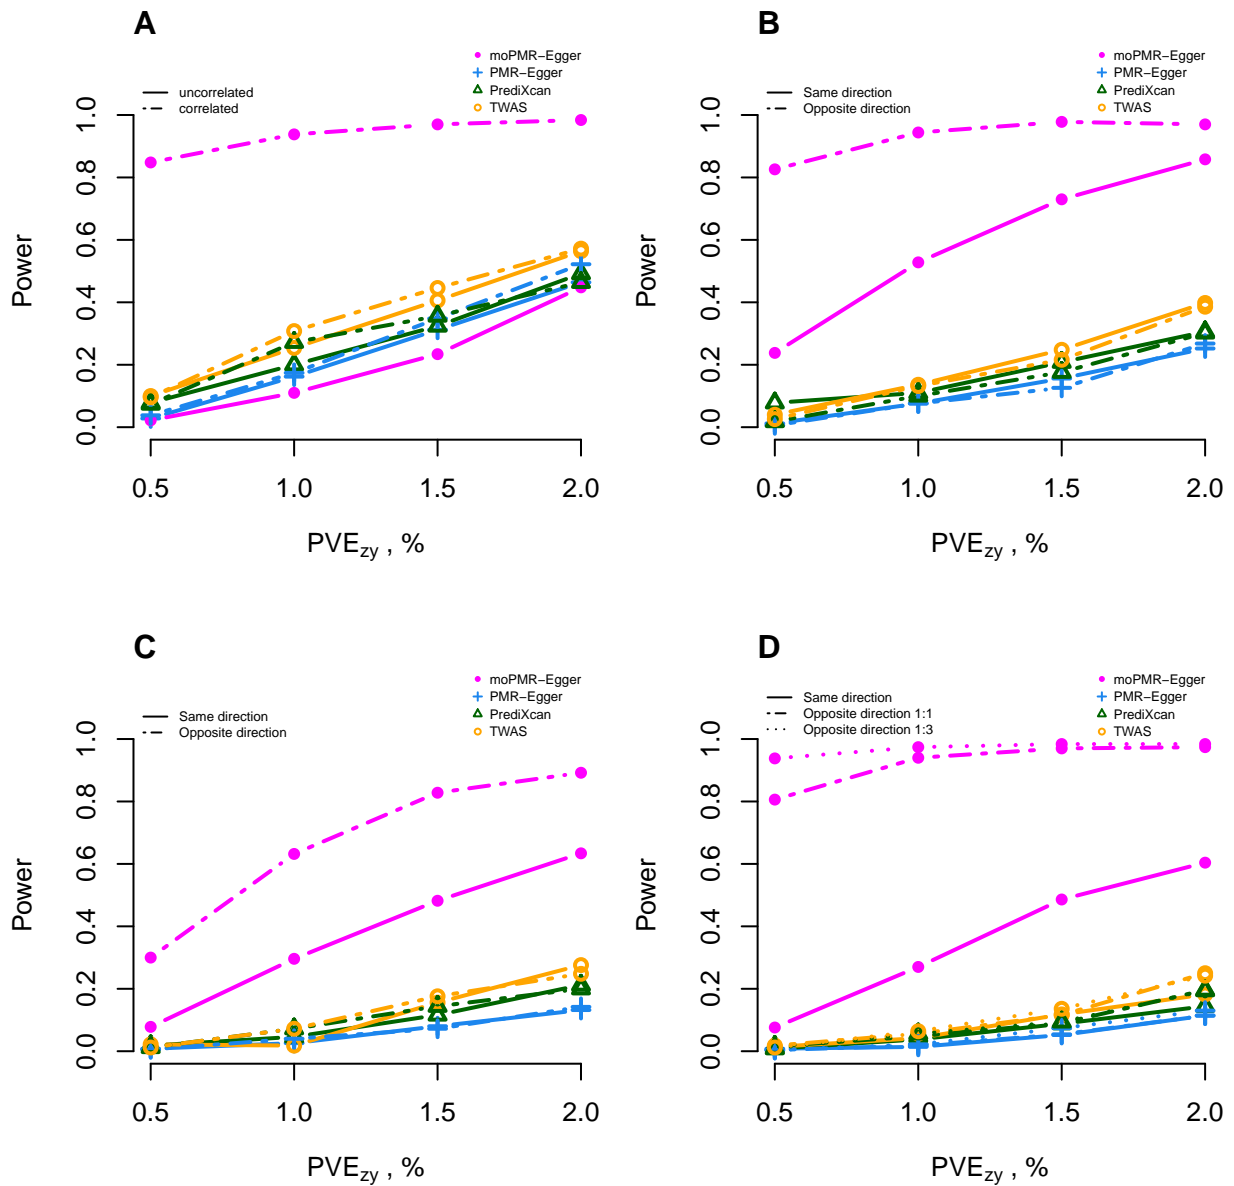 A
moPMR−Egger
PMR−Egger
PrediXcan
TWAS
uncorrelated
correlated
Power
0.0 0.2 0.4 0.6 0.8 1.0
0.5 1.0 1.5 2.0
PVEzy , %
B
moPMR−Egger
PMR−Egger
PrediXcan
TWAS
Same direction
Opposite direction
Power
0.0 0.2 0.4 0.6 0.8 1.0
0.5 1.0 1.5 2.0
PVEzy , %
C
moPMR−Egger
PMR−Egger
PrediXcan
TWAS
Same direction
Opposite direction
Power
0.0 0.2 0.4 0.6 0.8 1.0
0.5 1.0 1.5 2.0
PVEzy , %
D
moPMR−Egger
PMR−Egger
PrediXcan
TWAS
Same direction
Opposite direction 1:1
Opposite direction 1:3
Power
0.0 0.2 0.4 0.6 0.8 1.0
0.5 1.0 1.5 2.0
PVEzy , %